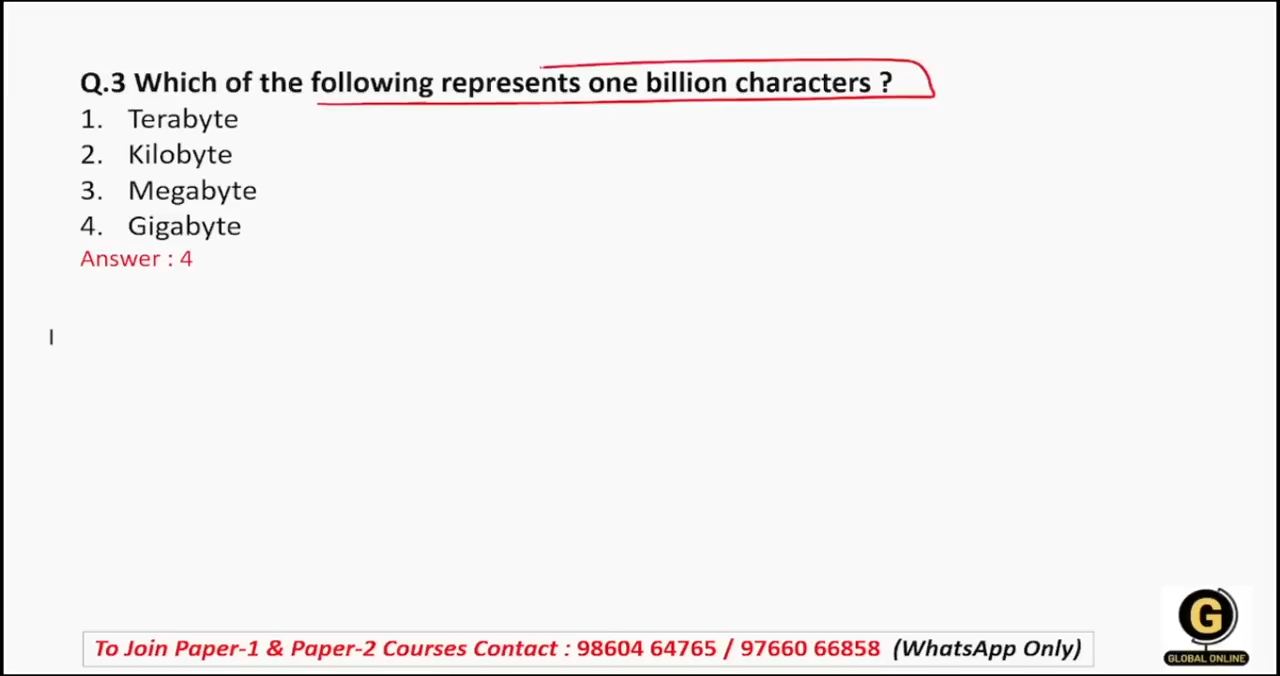 Q.3 Which of the following represents one billion characters ?
1. Terabyte
2. Kilobyte
3. Megabyte
4. Gigabyte
Answer : 4
To Join Paper-1 & Paper-2 Courses Contact : 98604 64765 / 97660 66858 (WhatsApp Only)
G
GLOBAL ONLINE